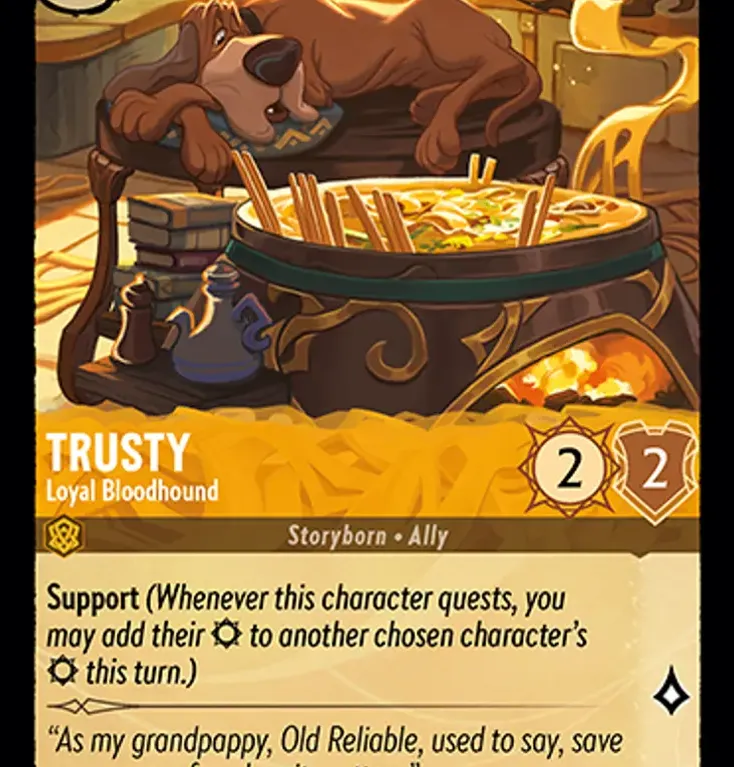 TRUSTY
Loyal Bloodhound
2 2
Storyborn • Ally
Support (Whenever this character quests, you
may add their to another chosen character's
this turn.)
“As my grandpappy, Old Reliable, used to say, save